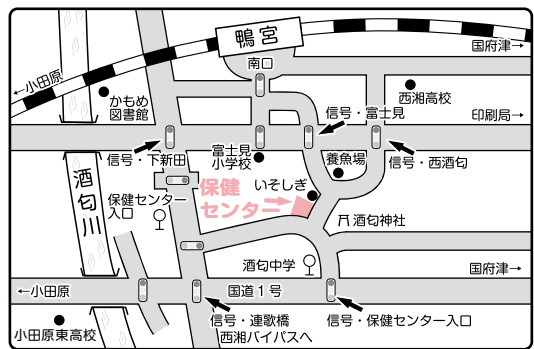 鴨宮
国府津→
南口
←小田原
かもめ
図書館
西湘高校
信号・富士見
印刷局→
信号・下新田
富士見
小学校
養魚場
信号・西酒匂
酒匂川
保健センター
入口
保健
センター
いそしぎ
酒匂神社
酒匂中学
国府津→
←小田原
国道1号
小田原東高校
信号・連歌橋
西湘バイパスへ
信号・保健センター入口